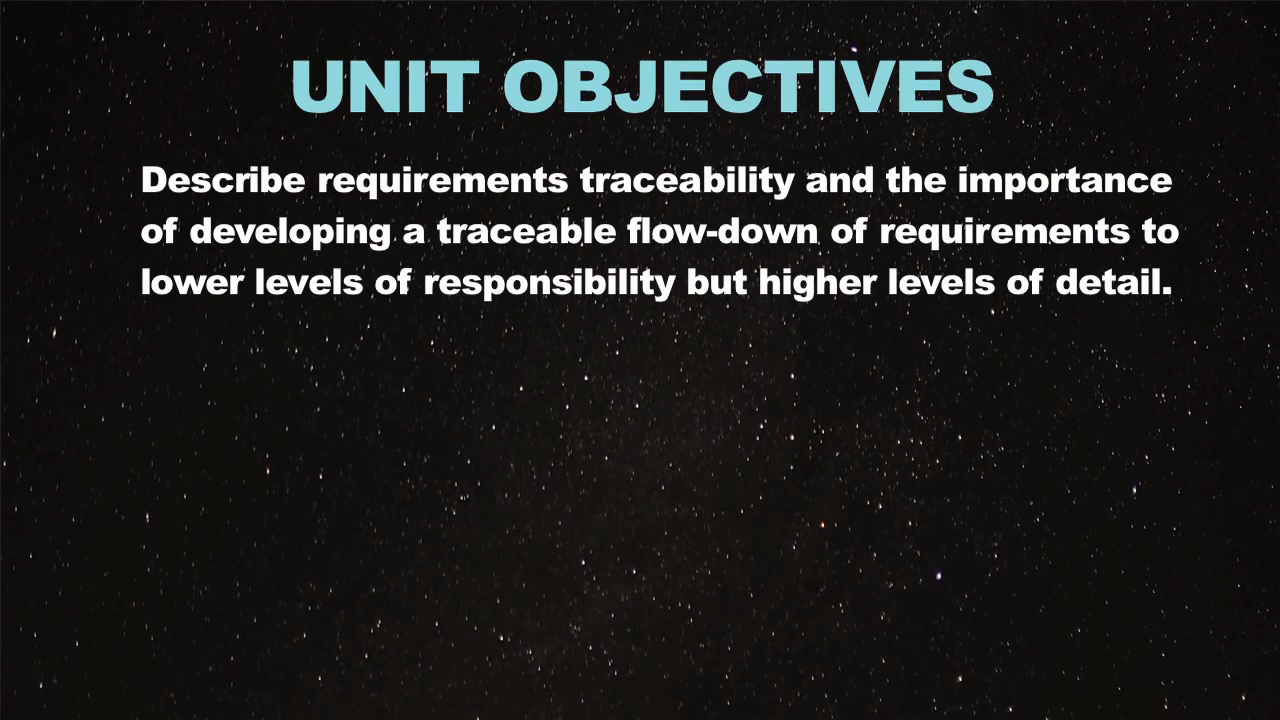 UNIT OBJECTIVES
Describe requirements traceability and the importance
of developing a traceable flow-down of requirements to
lower levels of responsibility but higher levels of detail.